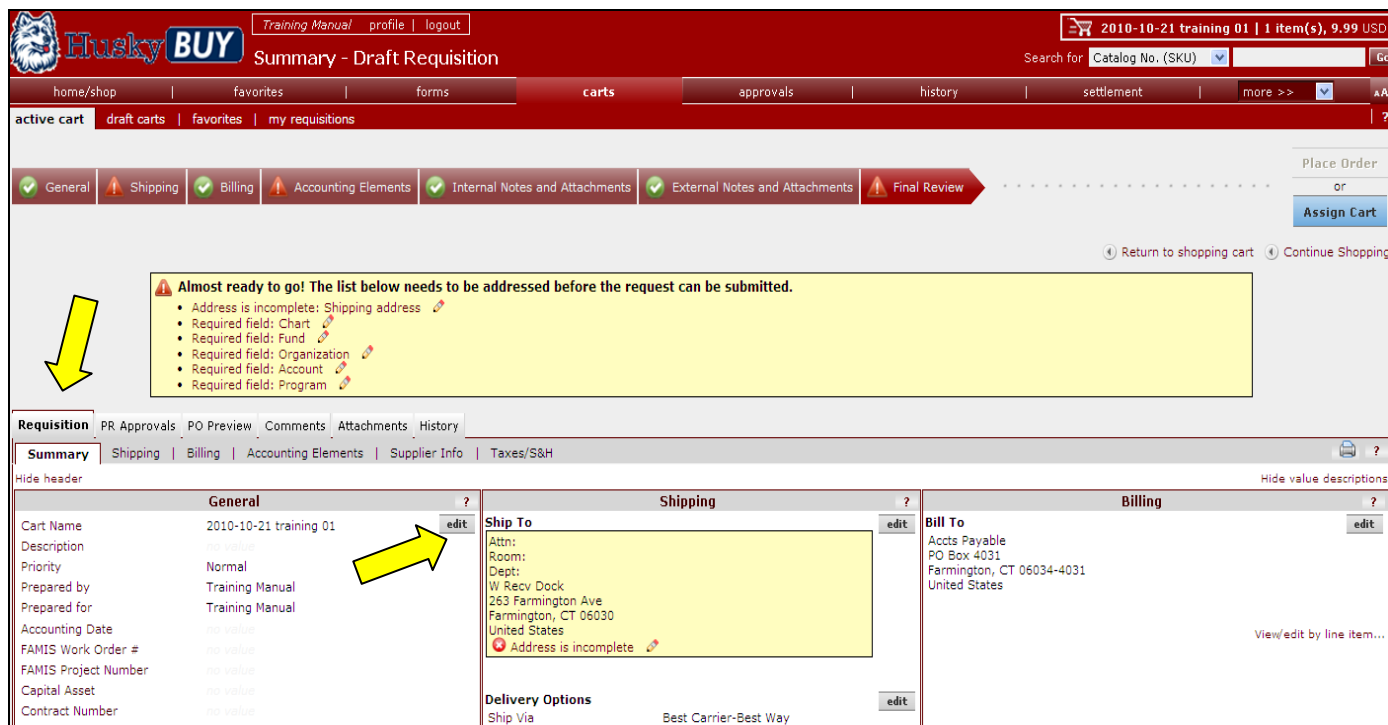 Training Manual profile | logout
2010-10-21 training 01 | 1 item(s), 9.99 USD
Husky BUY
Summary - Draft Requisition
Search for Catalog No. (SKU) Go
home/shop | favorites | forms carts approvals | history | settlement | more >> AA
active cart draft carts | favorites | my requisitions | ?
Place Order
General Shipping Billing Accounting Elements Internal Notes and Attachments External Notes and Attachments Final Review
or
Assign Cart
Return to shopping cart Continue Shopping
Almost ready to go! The list below needs to be addressed before the request can be submitted.
• Address is incomplete: Shipping address
• Required field: Chart
• Required field: Fund
• Required field: Organization
• Required field: Account
• Required field: Program
Requisition PR Approvals PO Preview Comments Attachments History
Summary Shipping | Billing | Accounting Elements | Supplier Info | Taxes/S&H ?
Hide header Hide value descriptions
General ?
Cart Name 2010-10-21 training 01 edit
Description no value
Priority Normal
Prepared by Training Manual
Prepared for Training Manual
Accounting Date no value
FAMIS Work Order # no value
FAMIS Project Number no value
Capital Asset no value
Contract Number no value
Shipping ?
Ship To edit
Attn:
Room:
Dept:
W Recv Dock
263 Farmington Ave
Farmington, CT 06030
United States
Address is incomplete
Delivery Options edit
Ship Via Best Carrier-Best Way
Billing ?
Bill To edit
Accts Payable
PO Box 4031
Farmington, CT 06034-4031
United States
View/edit by line item...